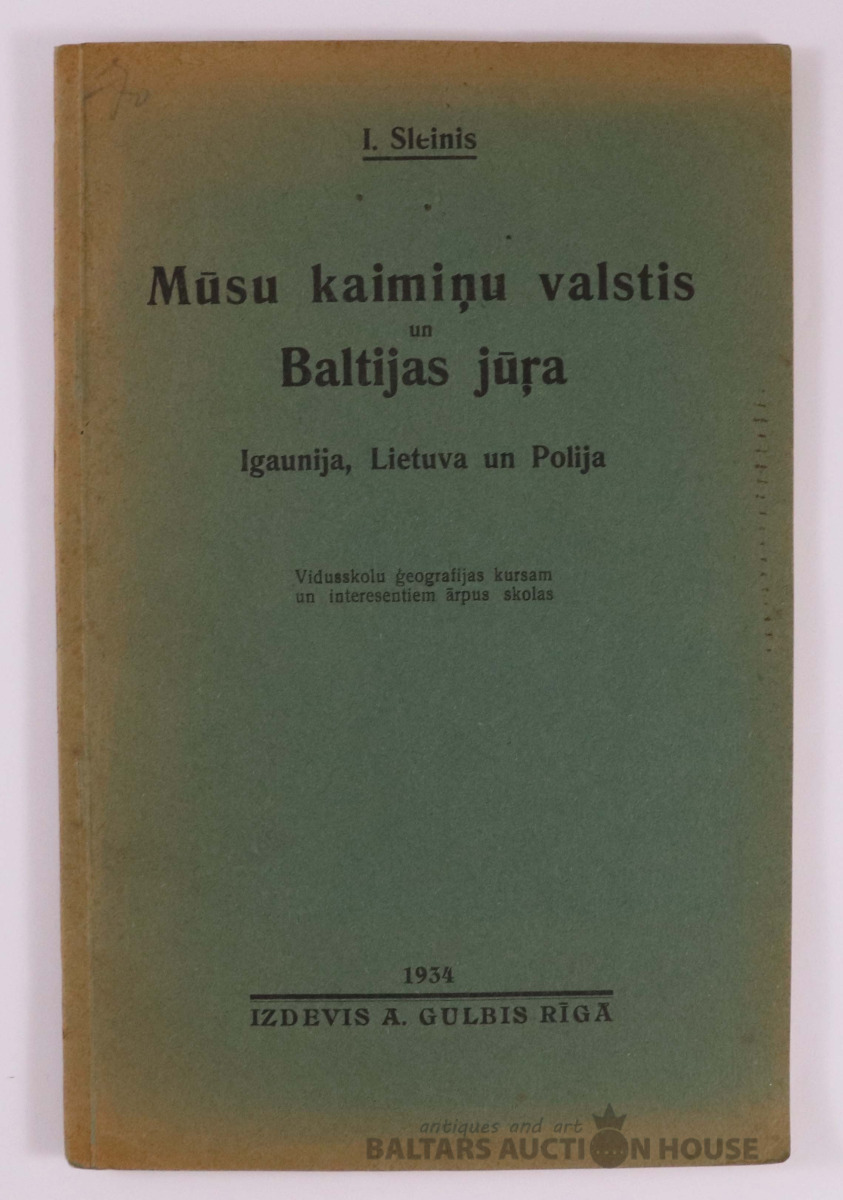 I. Sleinis
Mūsu kaimiņu valstis
un
Baltijas jūŗa
Igaunija, Lietuva un Polija
Vidusskolu ģeografijas kursam
un interesentiem ārpus skolas
1934
IZDEVIS A. GULBIS RĪGĀ
antiques and art
BALTARS AUCTION HOUSE